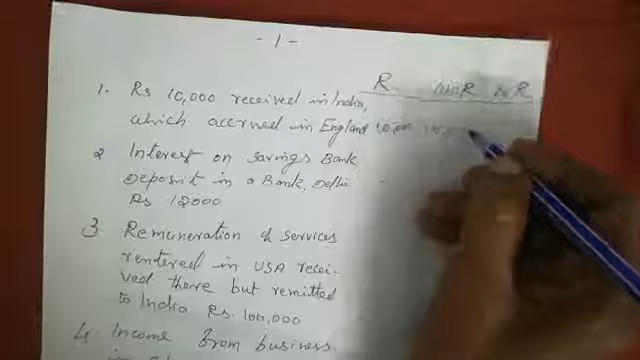 -1-
R NOR NR
1. Rs 10,000 received in India,
which accrued in England 10,000 10,
2 Interest on savings Bank
Deposit in a Bank, Delhi
Rs 12000
3 Remuneration of services
rentered in USA recei-
ved there but remitted
to India Rs. 100,000
4. Income from business